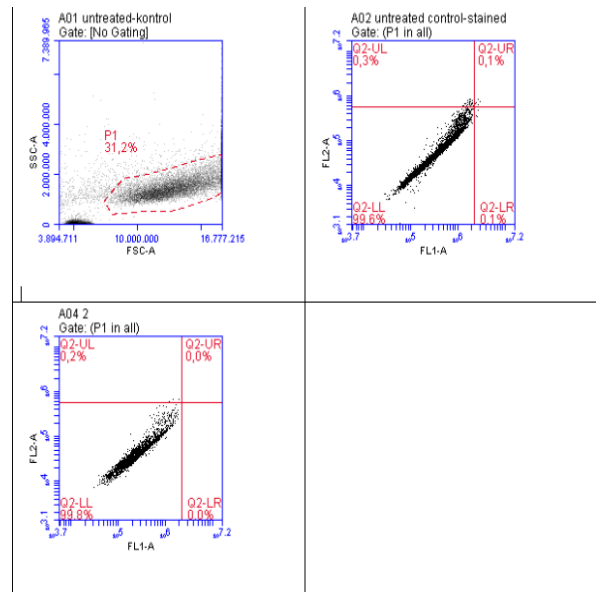 A01 untreated-kontrol
Gate: [No Gating]
7.389.965
4.000.000
2.000.000
0
SSC-A
P1
31,2%
3.894.711
10.000.000
16.777.215
FSC-A
A02 untreated control-stained
Gate: (P1 in all)
Q2-UL
0,3%
Q2-UR
0,1%
Q2-LL
99,6%
Q2-LR
0,1%
FL2-A
FL1-A
A04 2
Gate: (P1 in all)
Q2-UL
0,2%
Q2-UR
0,0%
Q2-LL
99,8%
Q2-LR
0,0%
FL2-A
FL1-A